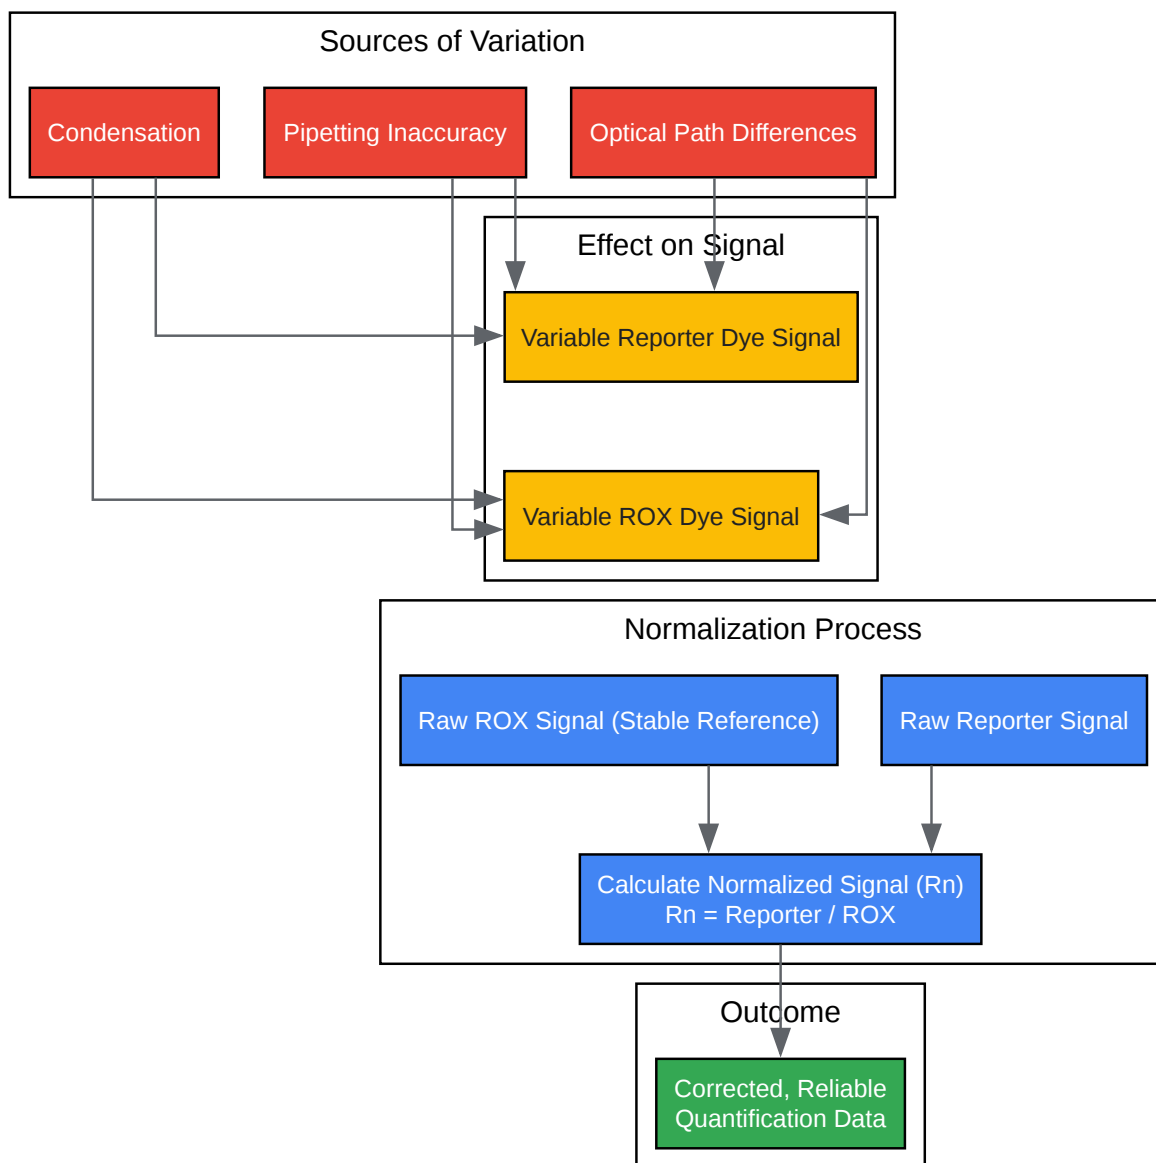 Sources of Variation
Condensation
Pipetting Inaccuracy
Optical Path Differences
Effect on Signal
Variable Reporter Dye Signal
Variable ROX Dye Signal
Normalization Process
Raw ROX Signal (Stable Reference)
Raw Reporter Signal
Calculate Normalized Signal (Rn)
Rn = Reporter / ROX
Outcome
Corrected, Reliable
Quantification Data